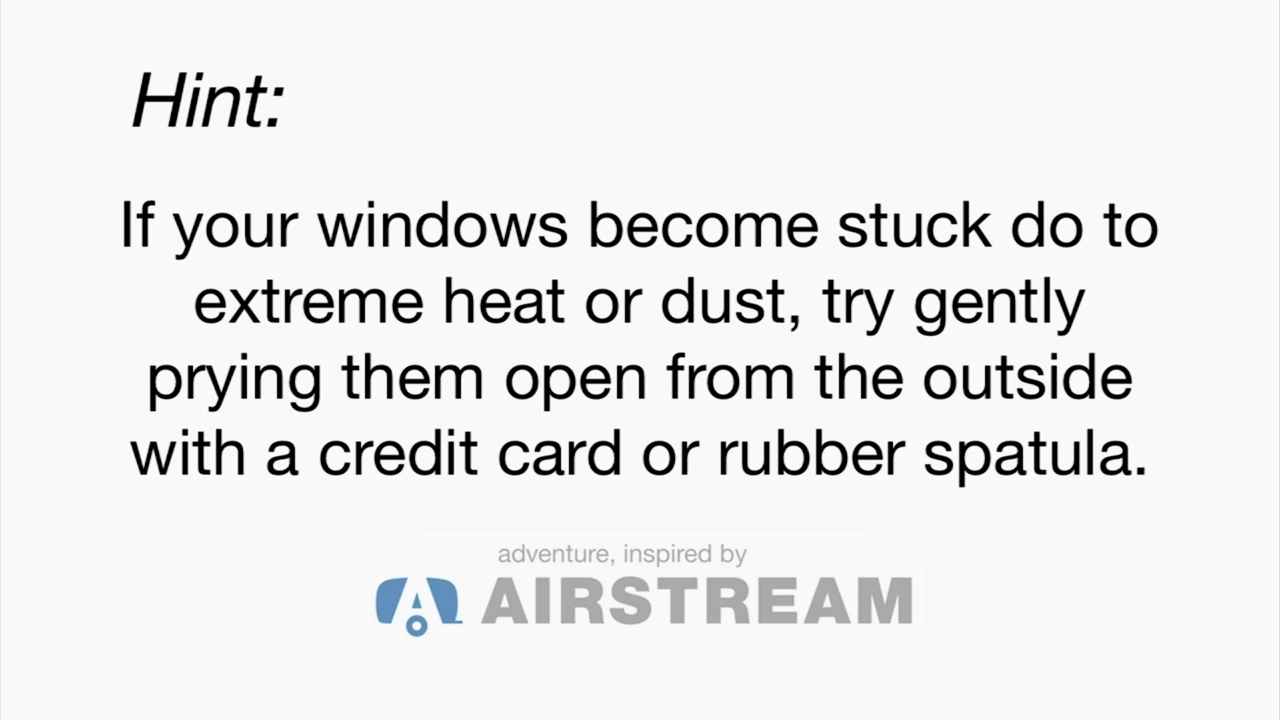 Hint:
If your windows become stuck do to
extreme heat or dust, try gently
prying them open from the outside
with a credit card or rubber spatula.
adventure, inspired by
AIRSTREAM